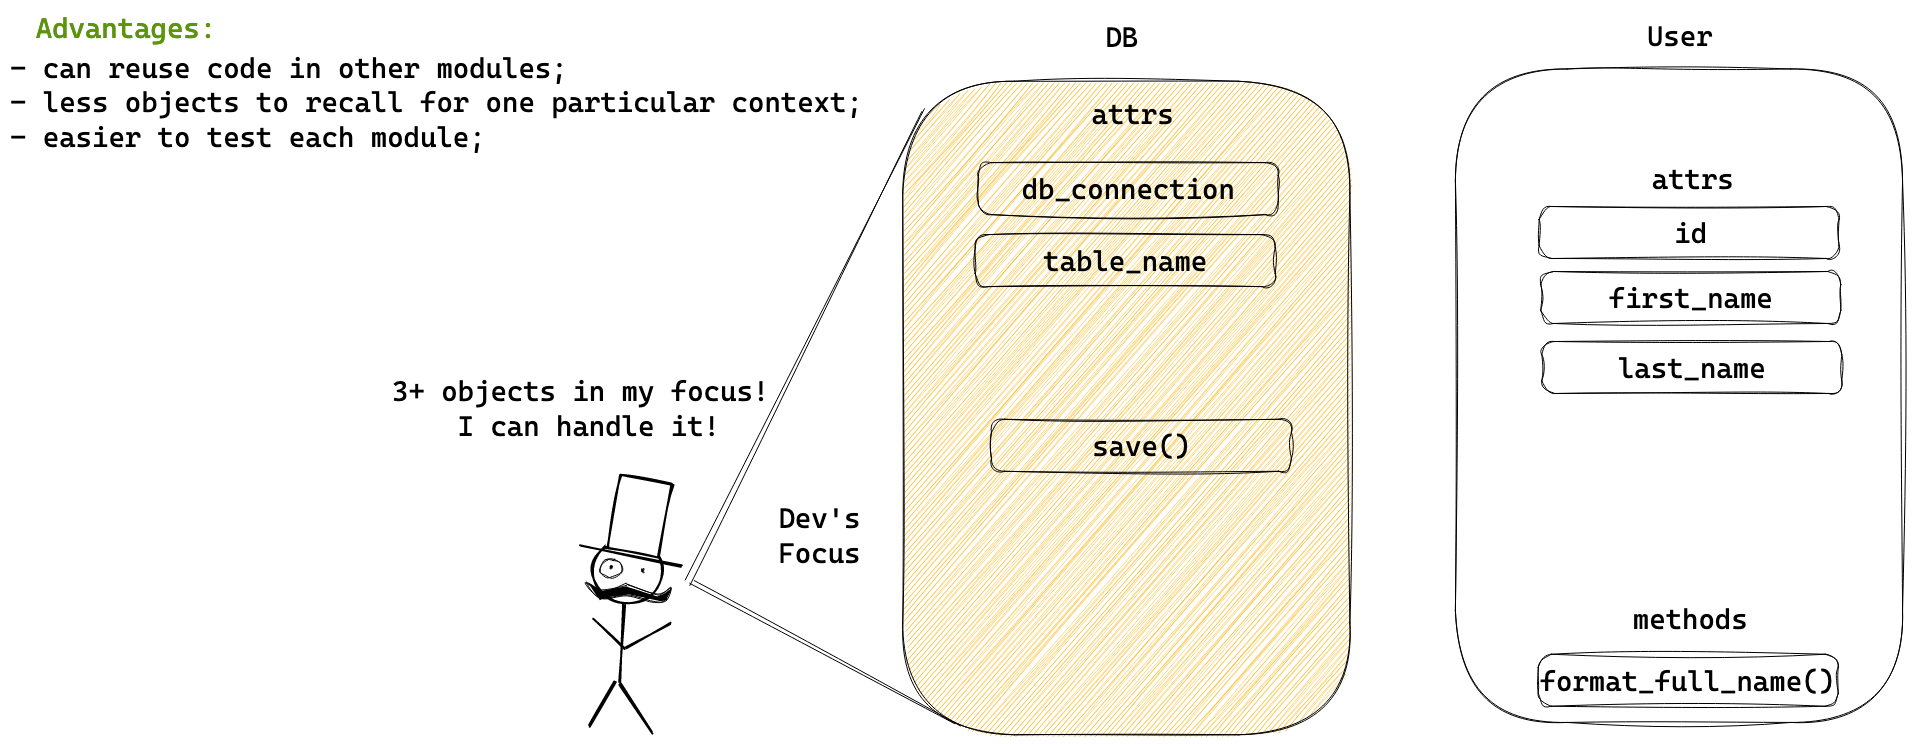 Advantages:
- can reuse code in other modules;
- less objects to recall for one particular context;
- easier to test each module;
3+ objects in my focus!
I can handle it!
Dev's
Focus
DB
attrs
db_connection
table_name
save()
User
attrs
id
first_name
last_name
methods
format_full_name()